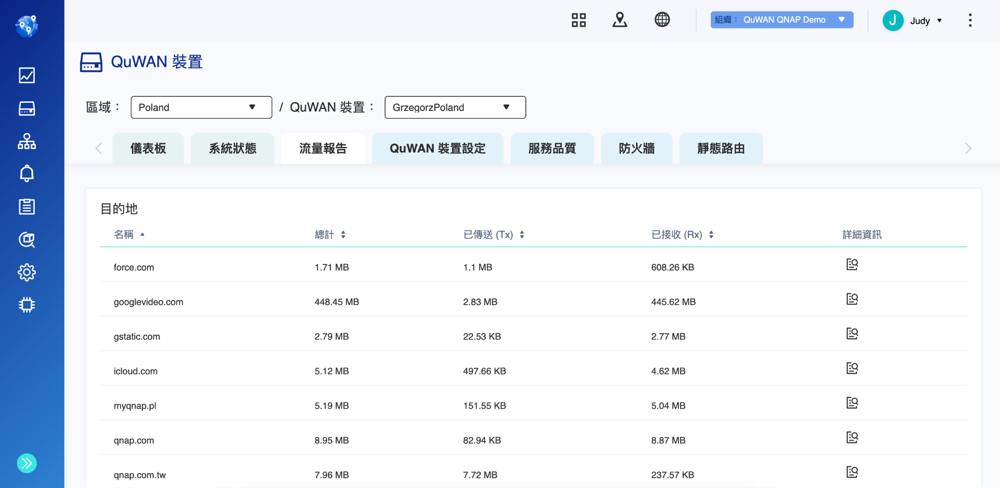 組織： QuWAN QNAP Demo
J Judy
QuWAN 裝置
區域： Poland / QuWAN 裝置： GrzegorzPoland
儀表板 系統狀態 流量報告 QuWAN 裝置設定 服務品質 防火牆 靜態路由
目的地
名稱 總計 已傳送 (Tx) 已接收 (Rx) 詳細資訊
force.com 1.71 MB 1.1 MB 608.26 KB
googlevideo.com 448.45 MB 2.83 MB 445.62 MB
gstatic.com 2.79 MB 22.53 KB 2.77 MB
icloud.com 5.12 MB 497.66 KB 4.62 MB
myqnap.pl 5.19 MB 151.55 KB 5.04 MB
qnap.com 8.95 MB 82.94 KB 8.87 MB
qnap.com.tw 7.96 MB 7.72 MB 237.57 KB